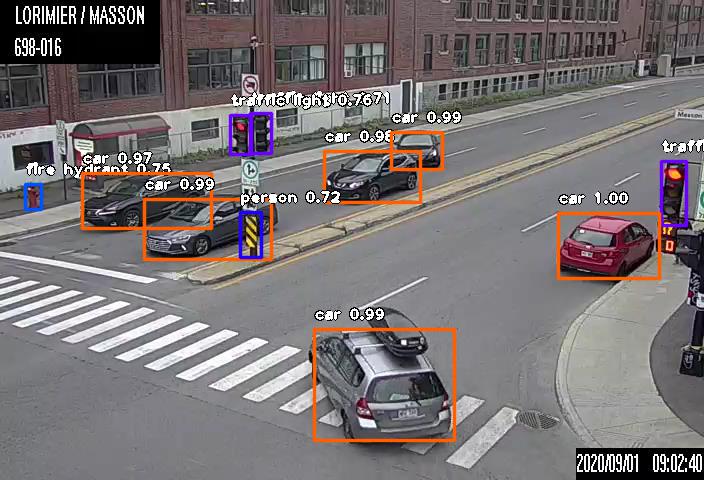 LORIMIER / MASSON
698-016
traffic light 0.7671
car 0.99
car 0.98
car 0.97
fire hydrant 0.75
car 0.99
person 0.72
traffi
Masson
car 1.00
car 0.99
2020/09/01 09:02:40